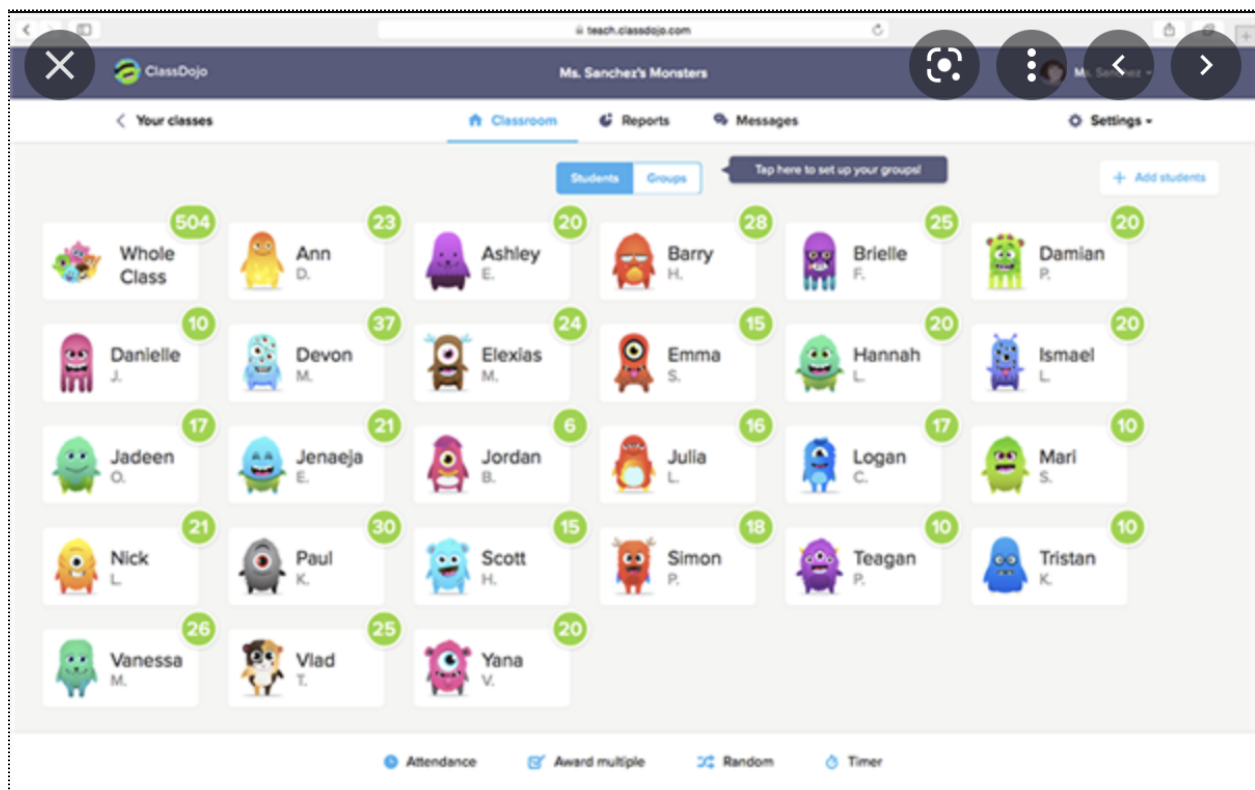 teach.classdojo.com
ClassDojo Ms. Sanchez's Monsters Ms. Sanchez
Your classes Classroom Reports Messages Settings
Students Groups Tap here to set up your groups! + Add students
504 23 20 28 25 20
Whole Class Ann D. Ashley E. Barry H. Brielle F. Damian P.
10 37 24 15 20 20
Danielle J. Devon M. Elexias M. Emma S. Hannah L. Ismael L.
17 21 6 16 17 10
Jadeen O. Jenaeja E. Jordan B. Julia L. Logan C. Mari S.
21 30 15 18 10 10
Nick L. Paul K. Scott H. Simon P. Teagan P. Tristan K.
26 25 20
Vanessa M. Vlad T. Yana V.
Attendance Award multiple Random Timer